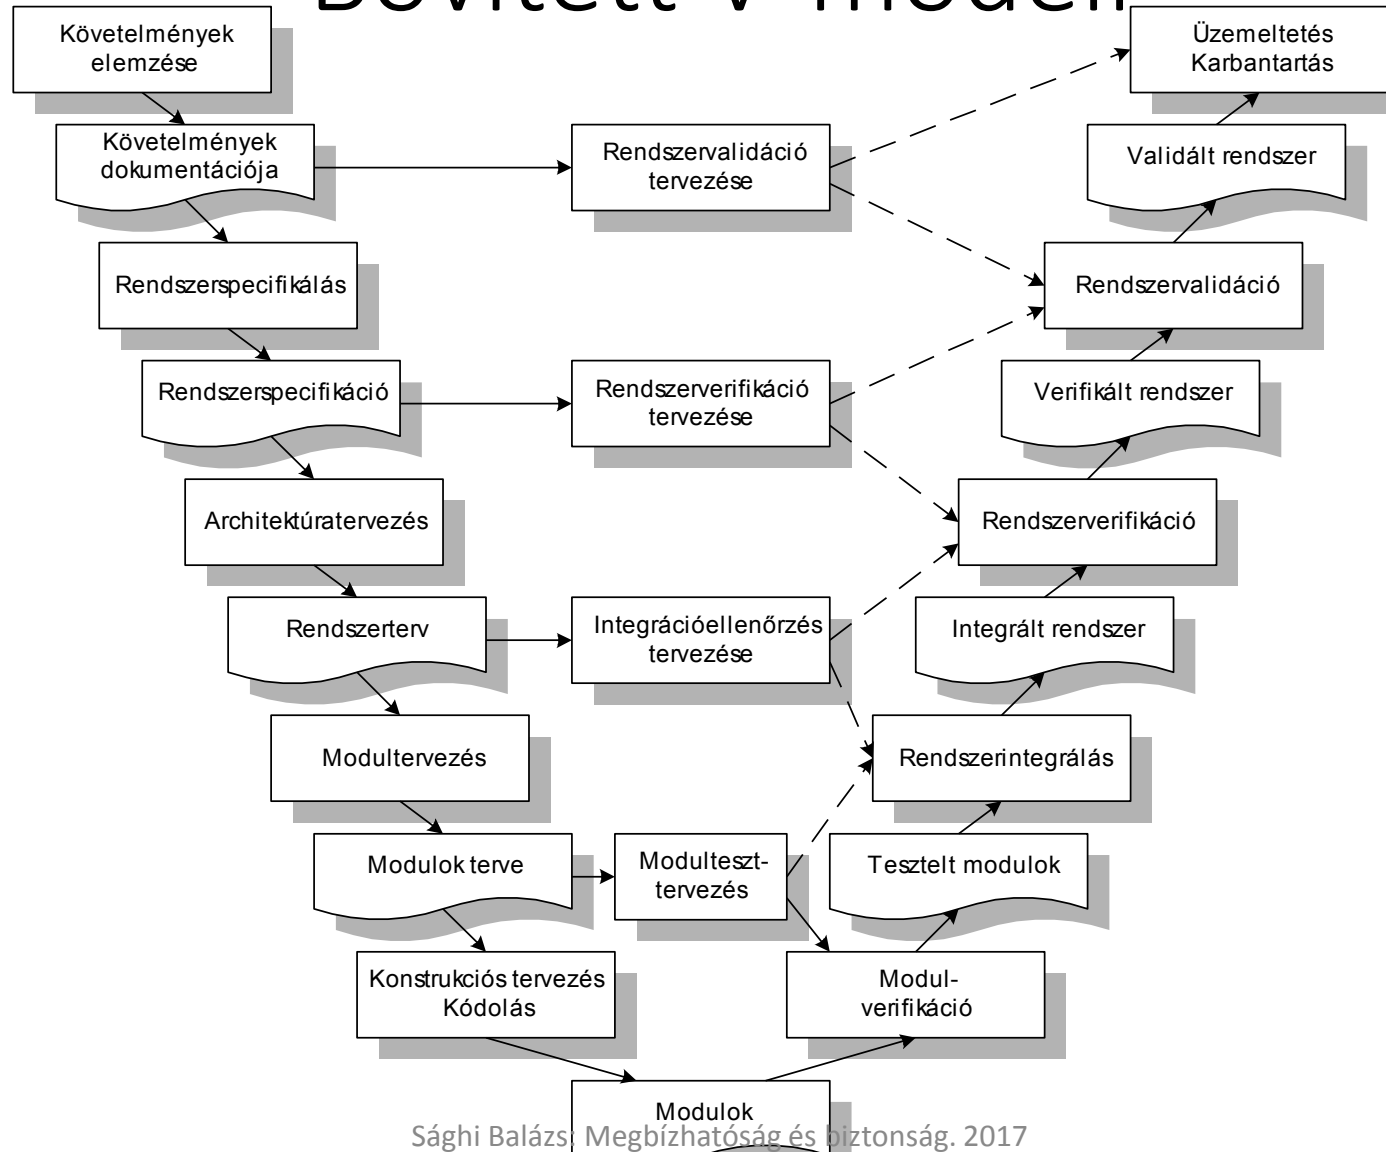 Bővített V-modell
Követelmények
elemzése
Üzemeltetés
Karbantartás
Követelmények
dokumentációja
Rendszervalidáció
tervezése
Validált rendszer
Rendszerspecifikálás
Rendszervalidáció
Rendszerspecifikáció
Rendszerverifikáció
tervezése
Verifikált rendszer
Architektúratervezés
Rendszerverifikáció
Rendszerterv
Integrációellenőrzés
tervezése
Integrált rendszer
Modultervezés
Rendszerintegrálás
Modulok terve
Modulteszt-
tervezés
Tesztelt modulok
Konstrukciós tervezés
Kódolás
Modul-
verifikáció
Modulok
Sághi Balázs: Megbízhatóság és biztonság. 2017